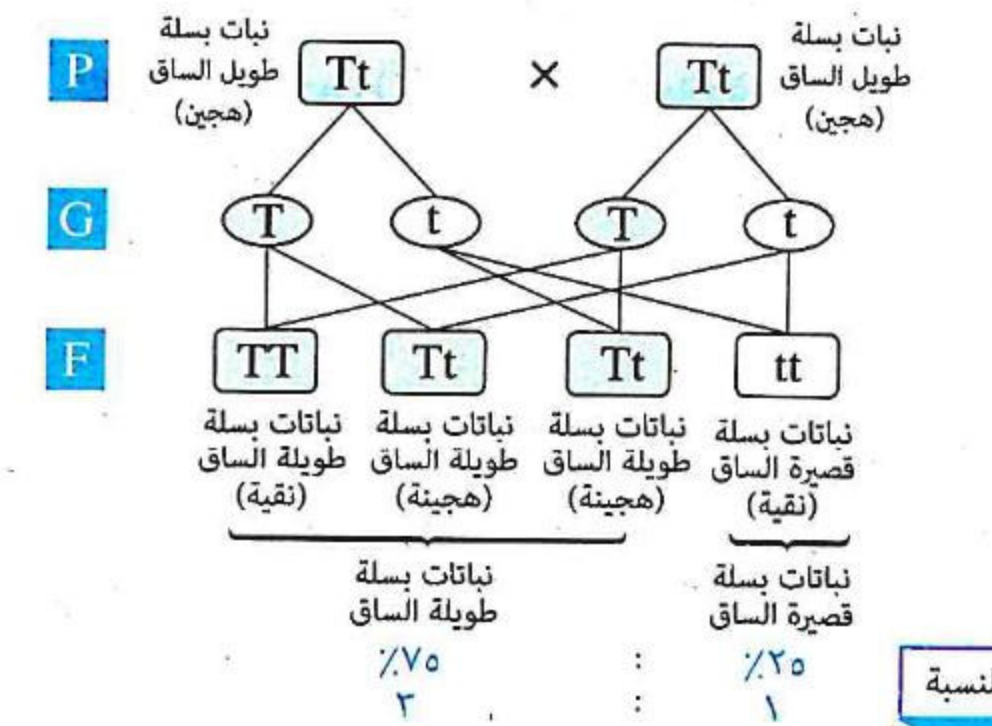 P
نبات بسلة
طويل الساق
(هجين)
Tt
×
Tt
نبات بسلة
طويل الساق
(هجين)
G
T
t
T
t
F
TT
Tt
Tt
tt
نباتات بسلة
طويلة الساق
(نقية)
نباتات بسلة
طويلة الساق
(هجينة)
نباتات بسلة
طويلة الساق
(هجينة)
نباتات بسلة
قصيرة الساق
(نقية)
نباتات بسلة
طويلة الساق
نباتات بسلة
قصيرة الساق
٪٧٥ : ٪٢٥
٣ : ١